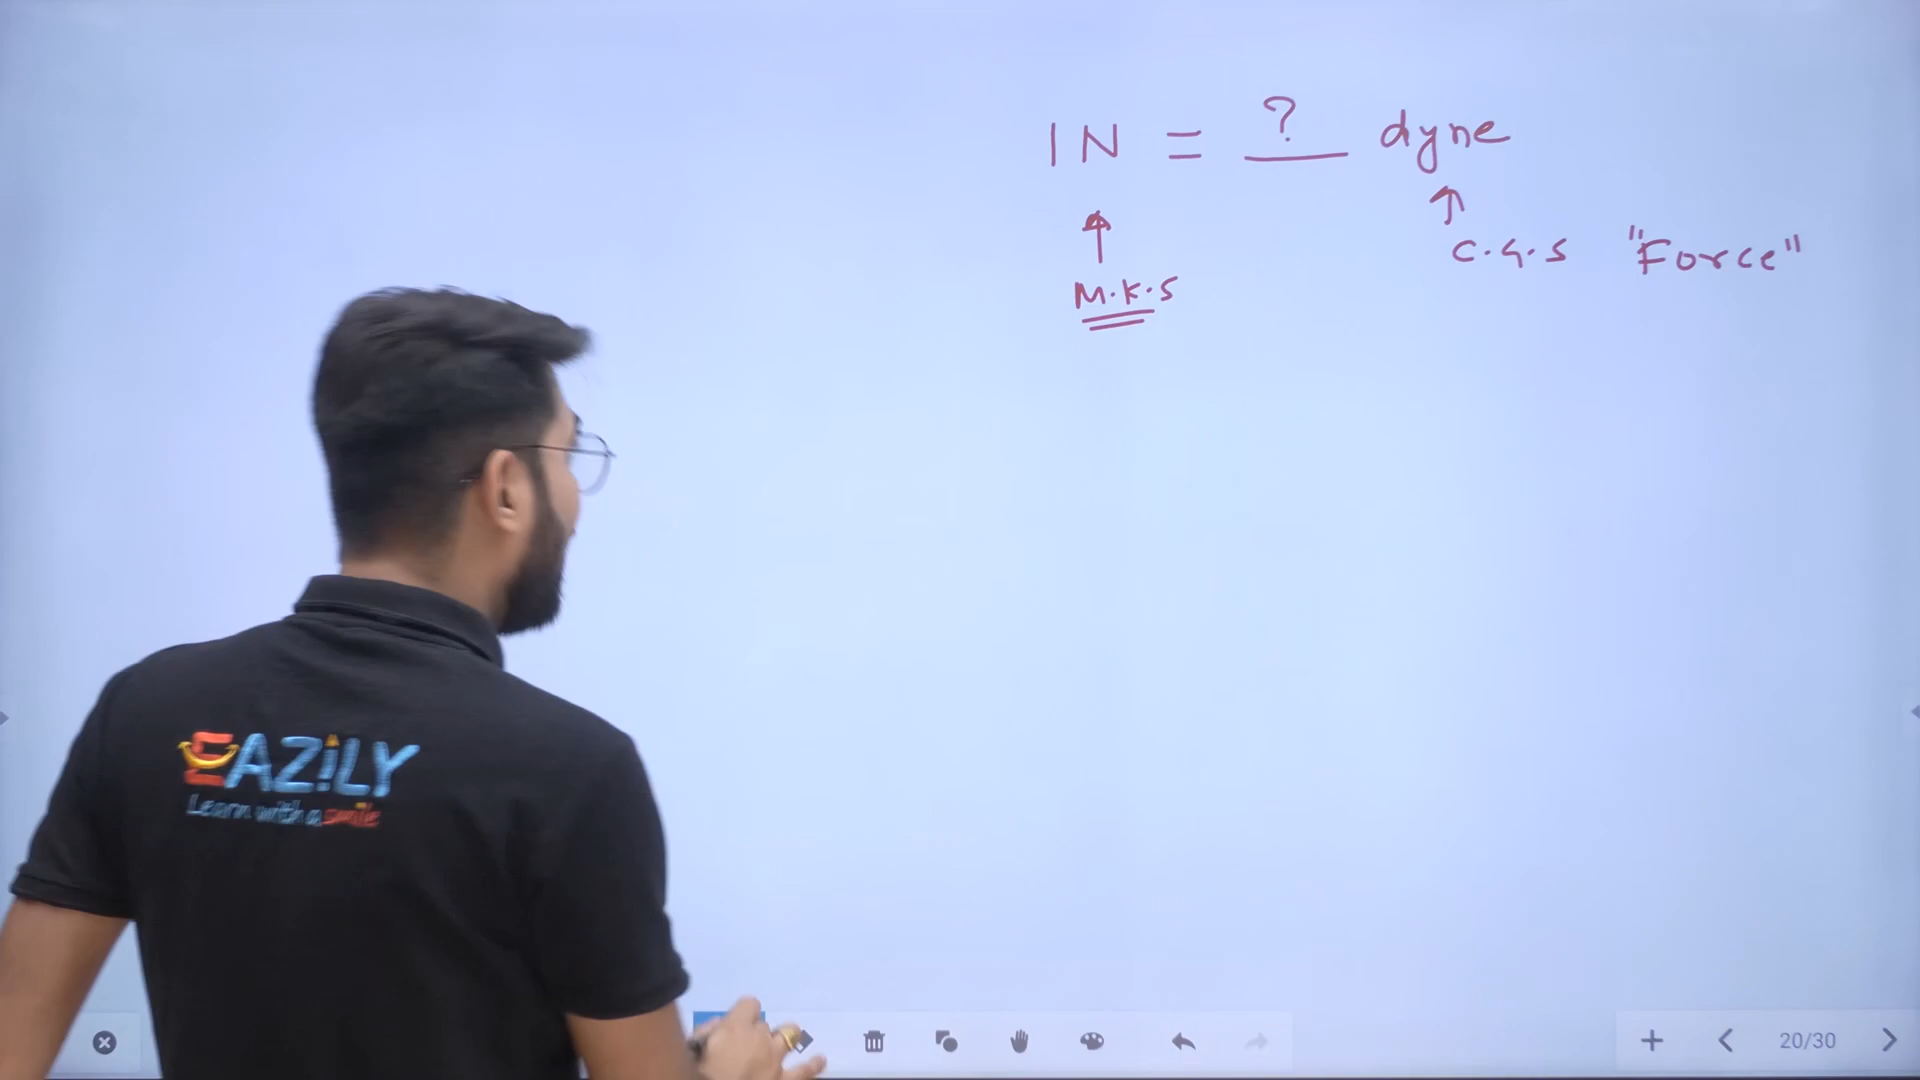 1N = ? dyne
C.G.S "Force"
M.K.S
EAZiLY
Learn with a smile
20/30